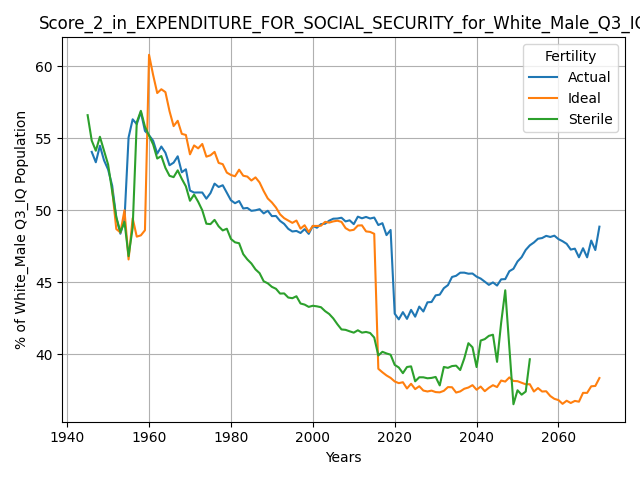 Score_2_in_EXPENDITURE_FOR_SOCIAL_SECURITY_for_White_Male_Q3_IQ
Fertility
Actual
Ideal
Sterile
% of White_Male Q3_IQ Population
60
55
50
45
40
1940 1960 1980 2000 2020 2040 2060
Years